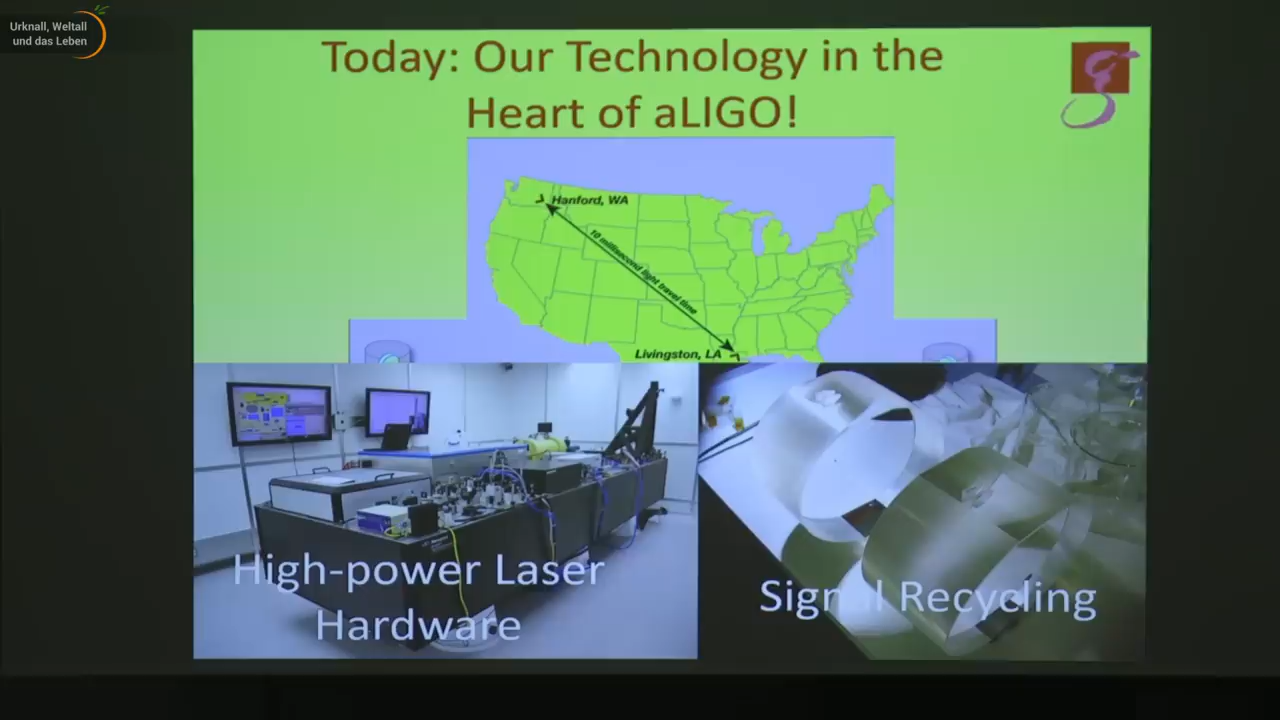 Urknall, Weltall
und das Leben
Today: Our Technology in the
Heart of aLIGO!
Hanford, WA
10 millisecond light travel time
Livingston, LA
High-power Laser
Hardware
Signal Recycling